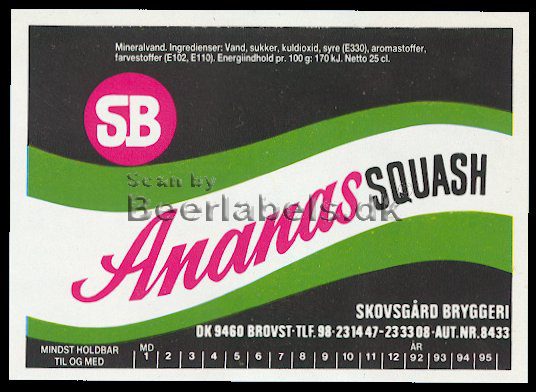 Mineralvand. Ingredienser: Vand, sukker, kuldioxid, syre (E330), aromastoffer,
farvestoffer (E102, E110). Energiindhold pr. 100 g: 170 kJ. Netto 25 cl.
SB
Scan by
Beerlabels.dk
Ananas SQUASH
SKOVSGÅRD BRYGGERI
DK 9460 BROVST·TLF. 98·23 14 47-23 33 08·AUT. NR. 8433
MINDST HOLDBAR
TIL OG MED
MD
1 2 3 4 5 6 7 8 9 10 11 12
ÅR
92 93 94 95